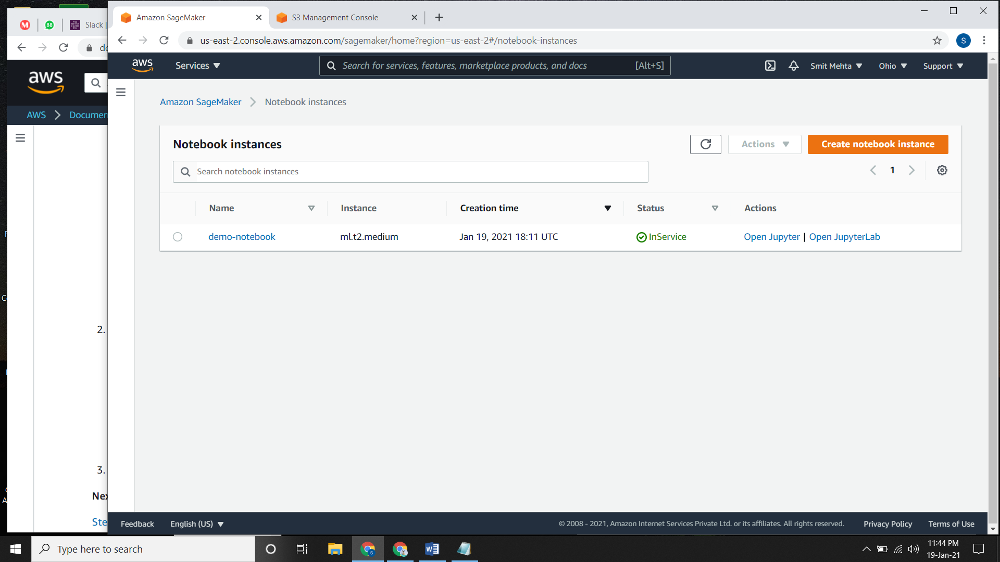 Amazon SageMaker
S3 Management Console
88
Slack |
us-east-2.console.aws.amazon.com/sagemaker/home?region=us-east-2#/notebook-instances
S
aws
Services
Search for services, features, marketplace products, and docs
[Alt+S]
Smit Mehta
Ohio
Support
aws
AWS
Documen
Amazon SageMaker
Notebook instances
Notebook instances
Actions
Create notebook instance
Search notebook instances
1
Name
Instance
Creation time
Status
Actions
demo-notebook
ml.t2.medium
Jan 19, 2021 18:11 UTC
InService
Open Jupyter | Open JupyterLab
2.
3.
Nex
Ste
Feedback
English (US)
© 2008 - 2021, Amazon Internet Services Private Ltd. or its affiliates. All rights reserved.
Privacy Policy
Terms of Use
Type here to search
11:44 PM
19-Jan-21